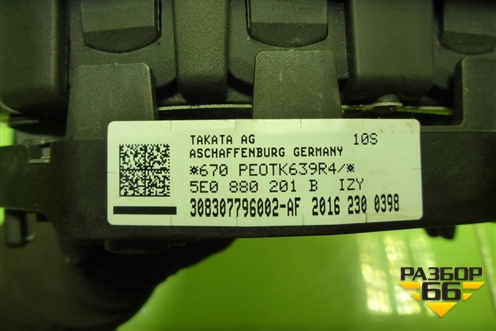 TAKATA AG 10S
ASCHAFFENBURG GERMANY
*670 PEOTK639R4/*
5E0 880 201 B IZY
308307796002-AF 2016 230 0398
РАЗБОР
66